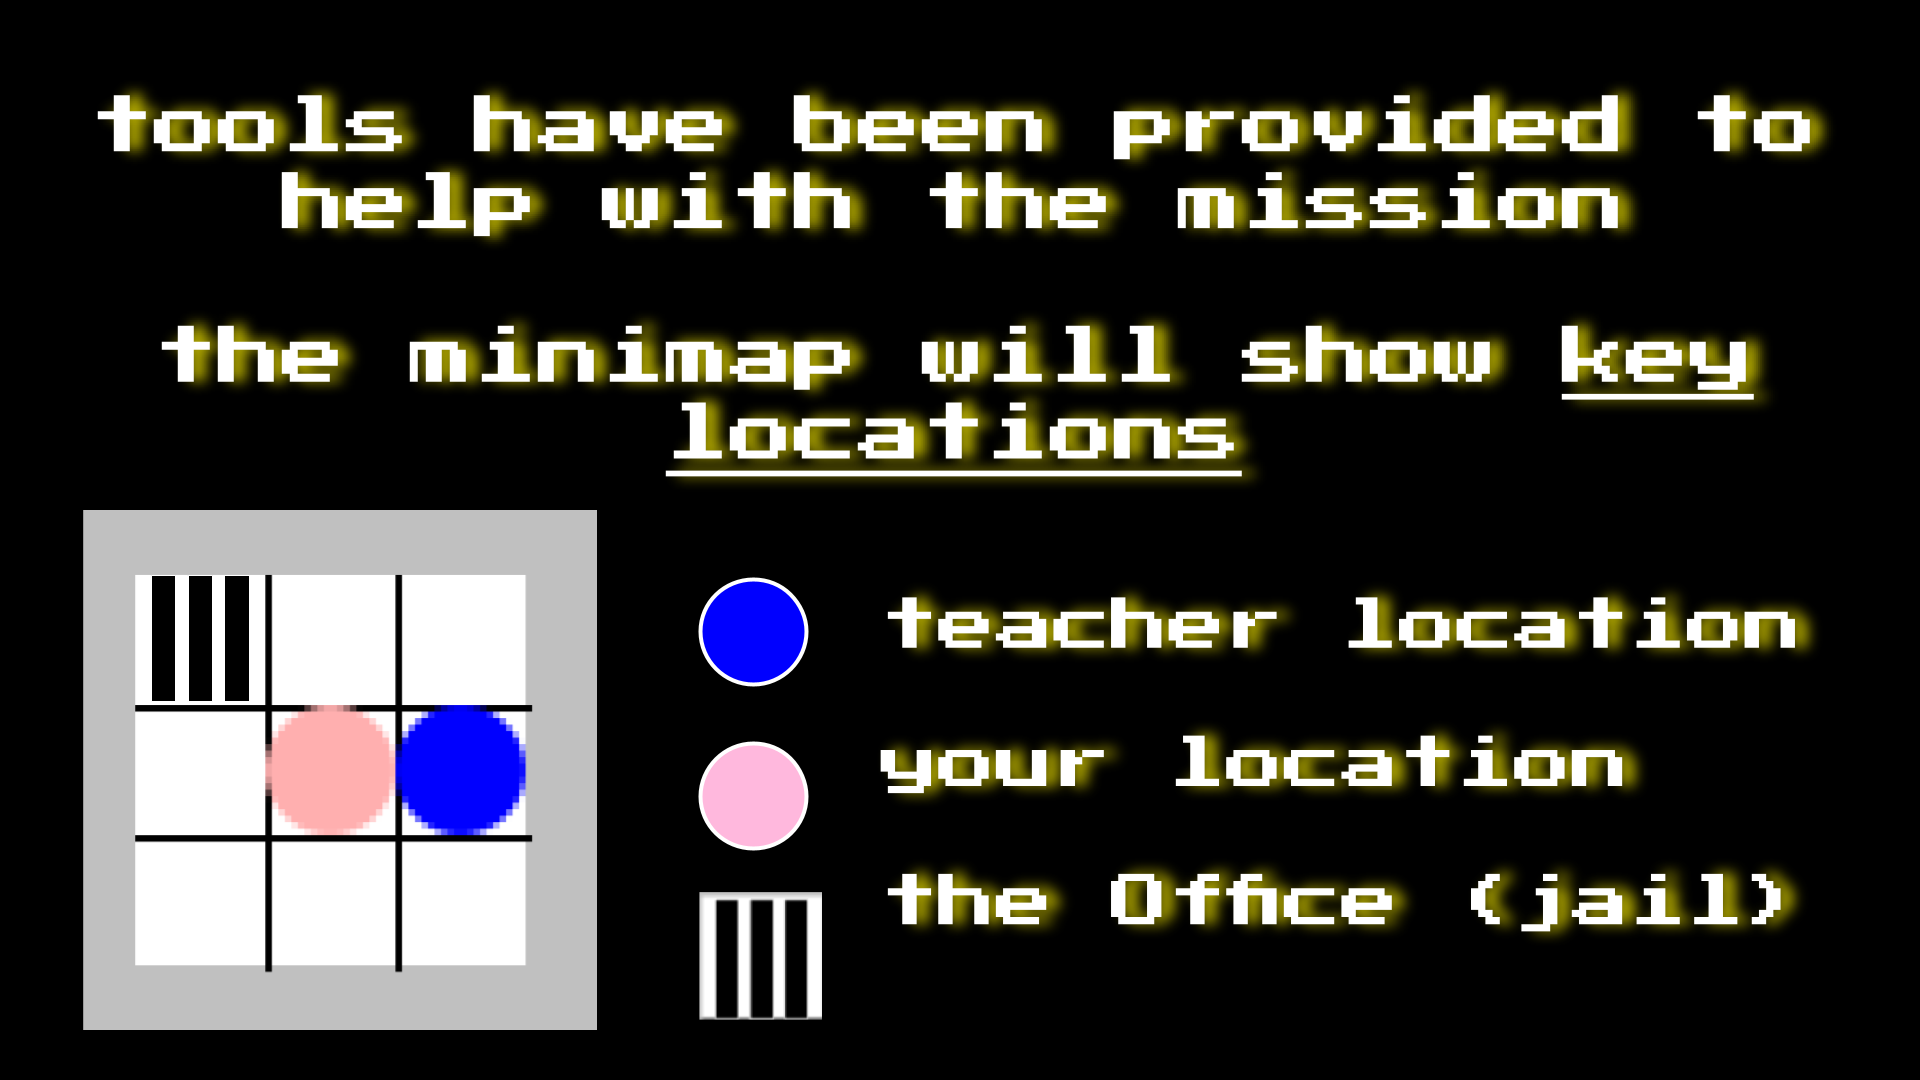 tools have been provided to
help with the mission
the minimap will show key
locations
teacher location
your location
the Office (jail)